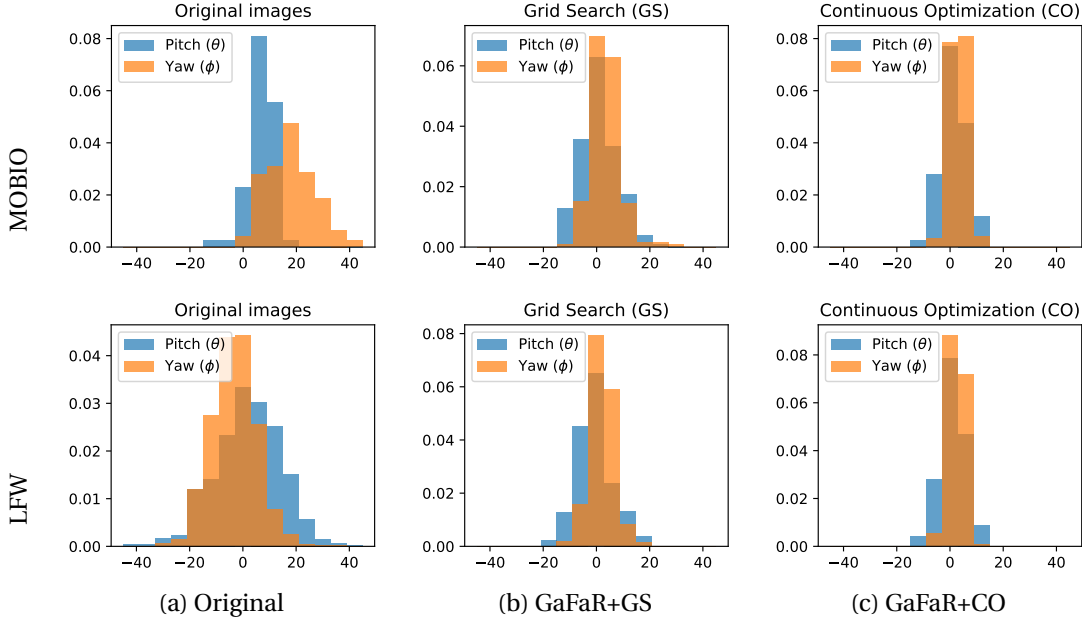 Original images
Grid Search (GS)
Continuous Optimization (CO)
MOBIO
0.08
0.06
0.04
0.02
0.00
Pitch (θ)
Yaw (ϕ)
−40 −20 0 20 40
0.06
0.04
0.02
0.00
Pitch (θ)
Yaw (ϕ)
−40 −20 0 20 40
0.08
0.06
0.04
0.02
0.00
Pitch (θ)
Yaw (ϕ)
−40 −20 0 20 40
Original images
Grid Search (GS)
Continuous Optimization (CO)
LFW
0.04
0.03
0.02
0.01
0.00
Pitch (θ)
Yaw (ϕ)
−40 −20 0 20 40
0.08
0.06
0.04
0.02
0.00
Pitch (θ)
Yaw (ϕ)
−40 −20 0 20 40
0.08
0.06
0.04
0.02
0.00
Pitch (θ)
Yaw (ϕ)
−40 −20 0 20 40
(a) Original
(b) GaFaR+GS
(c) GaFaR+CO